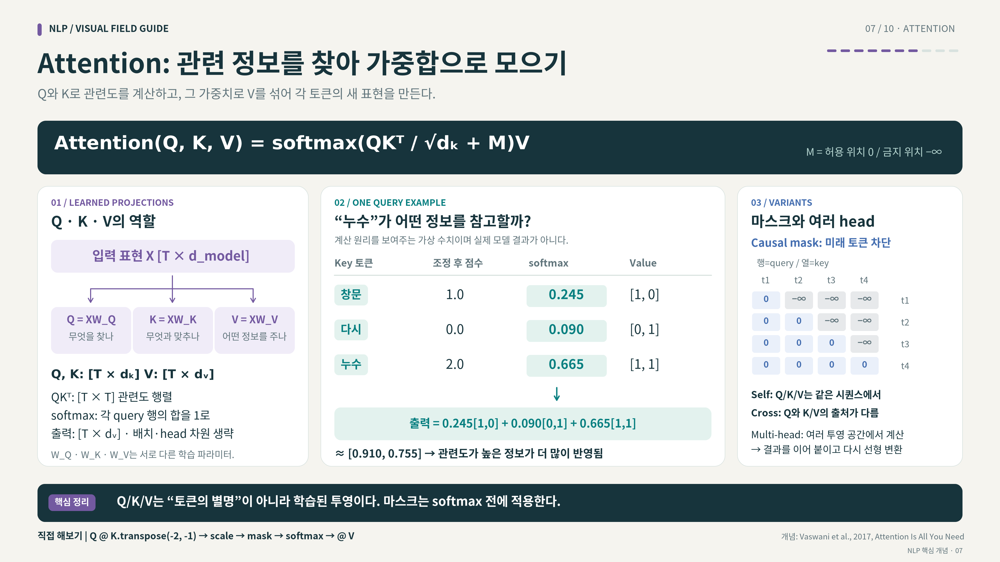 NLP / VISUAL FIELD GUIDE
07 / 10 · ATTENTION
Attention: 관련 정보를 찾아 가중합으로 모으기
Q와 K로 관련도를 계산하고, 그 가중치로 V를 섞어 각 토큰의 새 표현을 만든다.
Attention(Q, K, V) = softmax(QKᵀ / √dₖ + M)V
M = 허용 위치 0 / 금지 위치 −∞
01 / LEARNED PROJECTIONS
Q · K · V의 역할
입력 표현 X [T × d_model]
Q = XW_Q
무엇을 찾나
K = XW_K
무엇과 맞추나
V = XW_V
어떤 정보를 주나
Q, K: [T × dₖ] V: [T × dᵥ]
QKᵀ: [T × T] 관련도 행렬
softmax: 각 query 행의 합을 1로
출력: [T × dᵥ] · 배치·head 차원 생략
W_Q · W_K · W_V는 서로 다른 학습 파라미터.
02 / ONE QUERY EXAMPLE
“누수”가 어떤 정보를 참고할까?
계산 원리를 보여주는 가상 수치이며 실제 모델 결과가 아니다.
Key 토큰 조정 후 점수 softmax Value
창문 1.0 0.245 [1, 0]
다시 0.0 0.090 [0, 1]
누수 2.0 0.665 [1, 1]
↓
출력 = 0.245[1,0] + 0.090[0,1] + 0.665[1,1]
≈ [0.910, 0.755] → 관련도가 높은 정보가 더 많이 반영됨
03 / VARIANTS
마스크와 여러 head
Causal mask: 미래 토큰 차단
행=query / 열=key
t1 t2 t3 t4
0 −∞ −∞ −∞ t1
0 0 −∞ −∞ t2
0 0 0 −∞ t3
0 0 0 0 t4
Self: Q/K/V는 같은 시퀀스에서
Cross: Q와 K/V의 출처가 다름
Multi-head: 여러 투영 공간에서 계산
→ 결과를 이어 붙이고 다시 선형 변환
핵심 정리
Q/K/V는 “토큰의 별명”이 아니라 학습된 투영이다. 마스크는 softmax 전에 적용한다.
직접 해보기 | Q @ K.transpose(-2, -1) → scale → mask → softmax → @ V
개념: Vaswani et al., 2017, Attention Is All You Need
NLP 핵심 개념 · 07